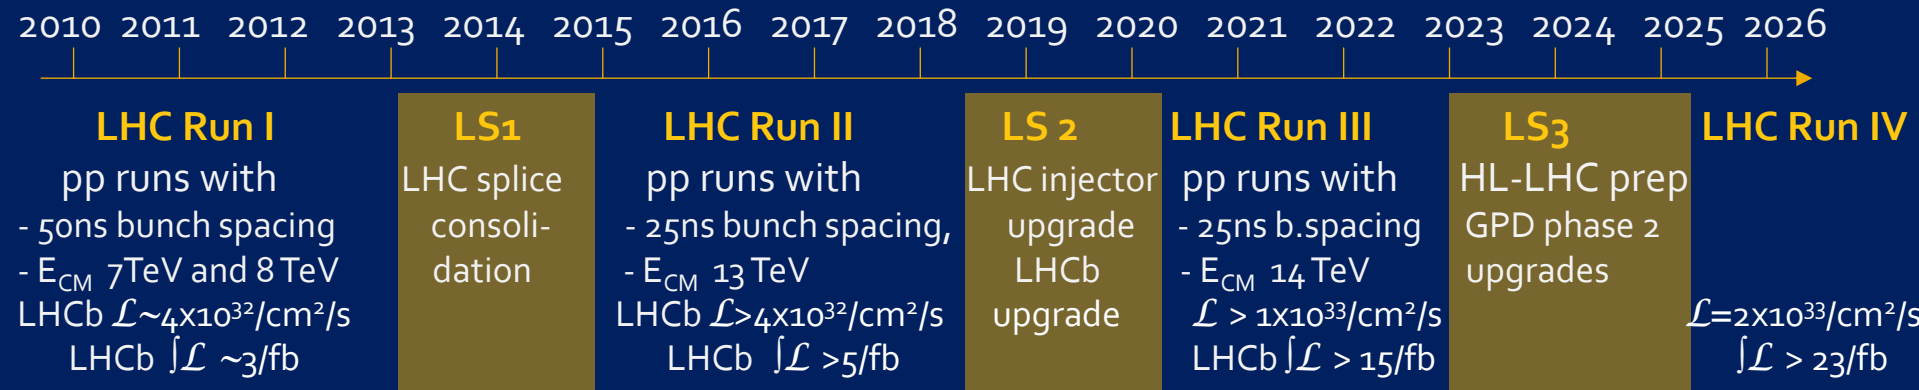 2010 2011 2012 2013 2014 2015 2016 2017 2018 2019 2020 2021 2022 2023 2024 2025 2026
LHC Run I
pp runs with
- 50ns bunch spacing
- E_CM 7TeV and 8 TeV
LHCb ℒ~4x10³²/cm²/s
LHCb ∫ℒ ~3/fb
LS1
LHC splice
consoli-
dation
LHC Run II
pp runs with
- 25ns bunch spacing,
- E_CM 13 TeV
LHCb ℒ>4x10³²/cm²/s
LHCb ∫ℒ >5/fb
LS 2
LHC injector
upgrade
LHCb
upgrade
LHC Run III
pp runs with
- 25ns b.spacing
- E_CM 14 TeV
ℒ > 1x10³³/cm²/s
LHCb ∫ℒ > 15/fb
LS3
HL-LHC prep
GPD phase 2
upgrades
LHC Run IV
ℒ=2x10³³/cm²/s
∫ℒ > 23/fb